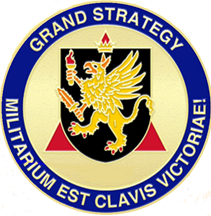 GRAND STRATEGY
MILITARIUM EST CLAVIS VICTORIAE!